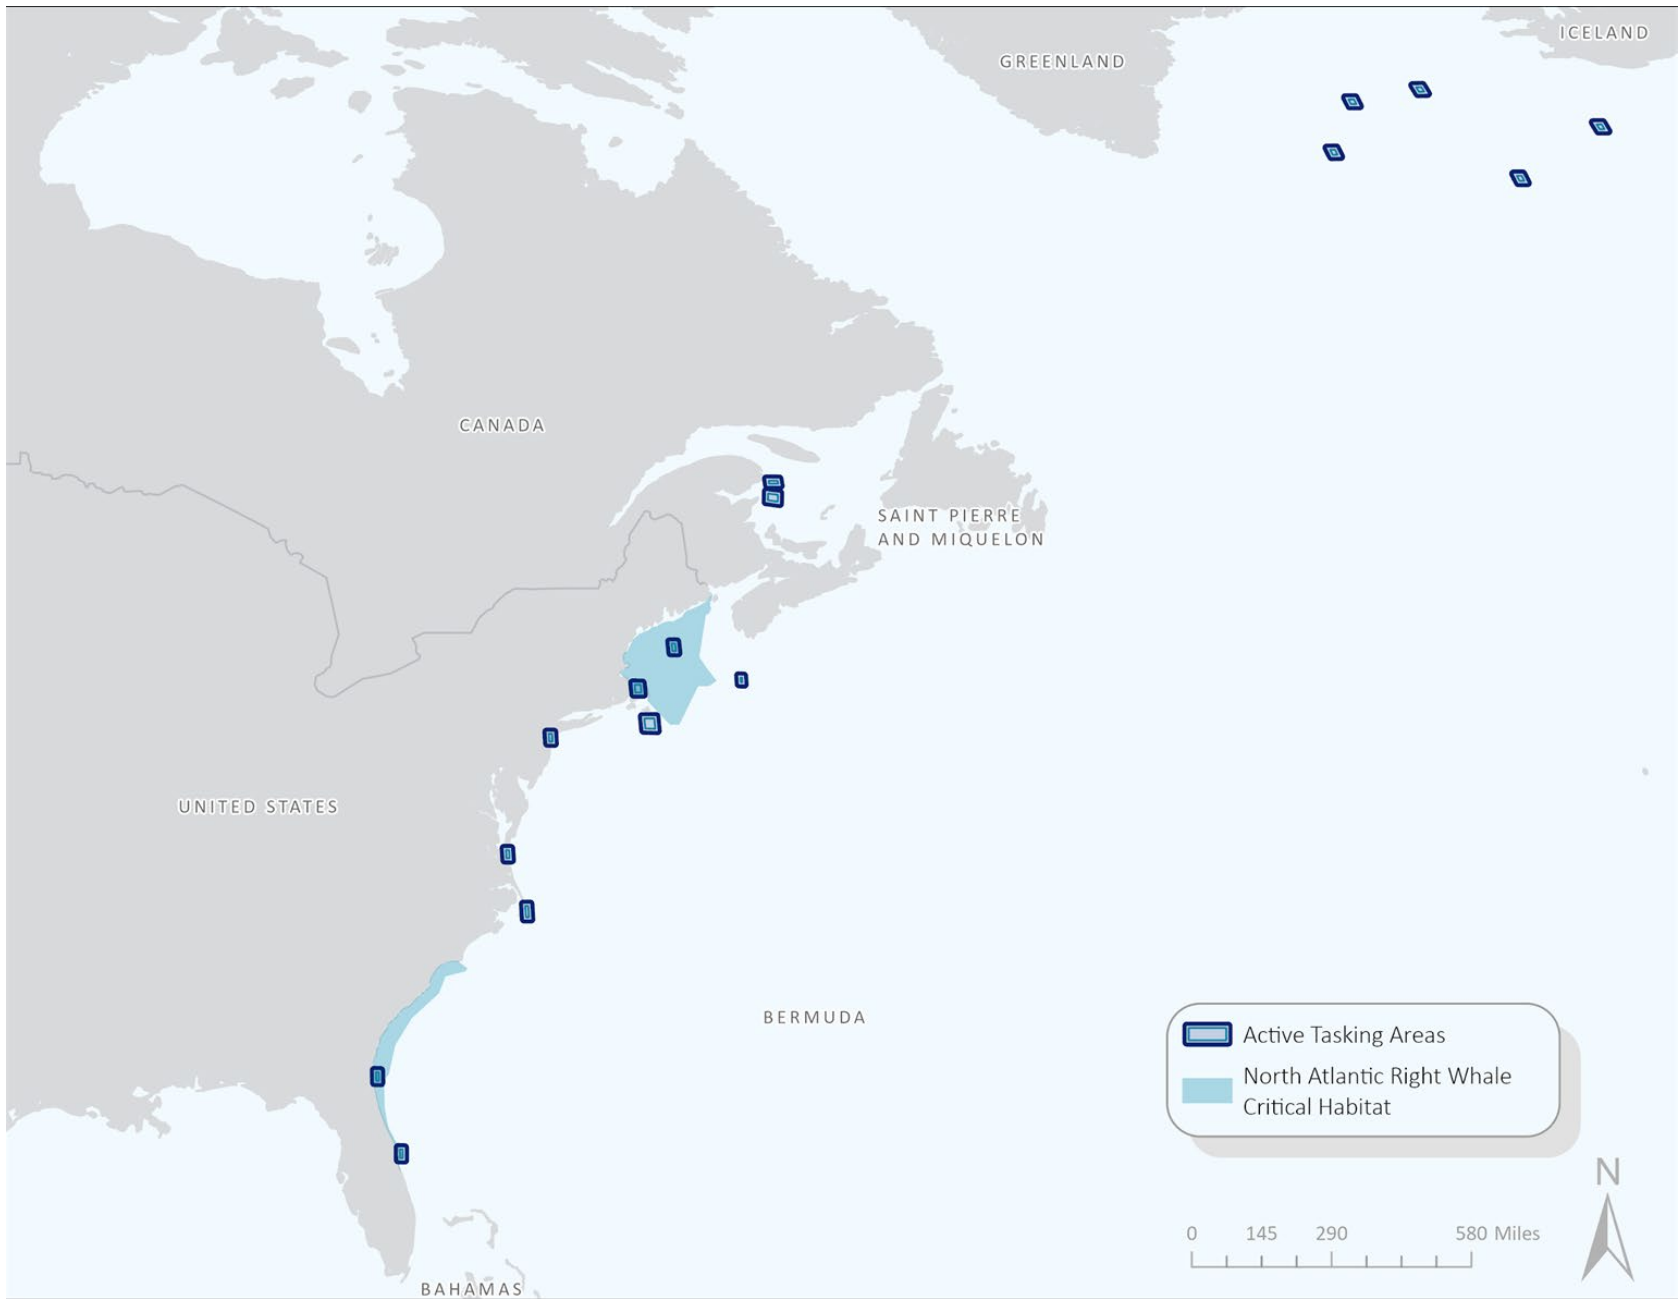 ICELAND
GREENLAND
CANADA
SAINT PIERRE
AND MIQUELON
UNITED STATES
BERMUDA
Active Tasking Areas
North Atlantic Right Whale
Critical Habitat
N
0 145 290 580 Miles
BAHAMAS